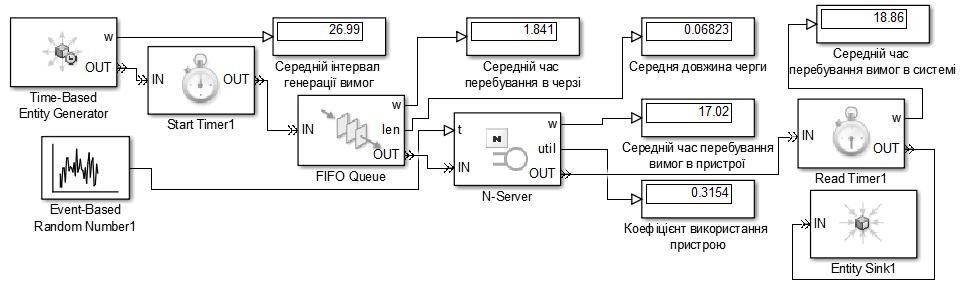 w
OUT
Time-Based
Entity Generator
IN
OUT
Start Timer1
26.99
Середній інтервал
генерації вимог
1.841
Середній час
перебування в черзі
0.06823
Середня довжина черги
18.86
Середній час
перебування вимог в системі
IN
w
len
OUT
FIFO Queue
t
IN
N
w
util
OUT
N-Server
17.02
Середній час перебування
вимог в пристрої
0.3154
Коефіцієнт використання
пристрою
IN
w
OUT
Read Timer1
IN
Entity Sink1
Event-Based
Random Number1